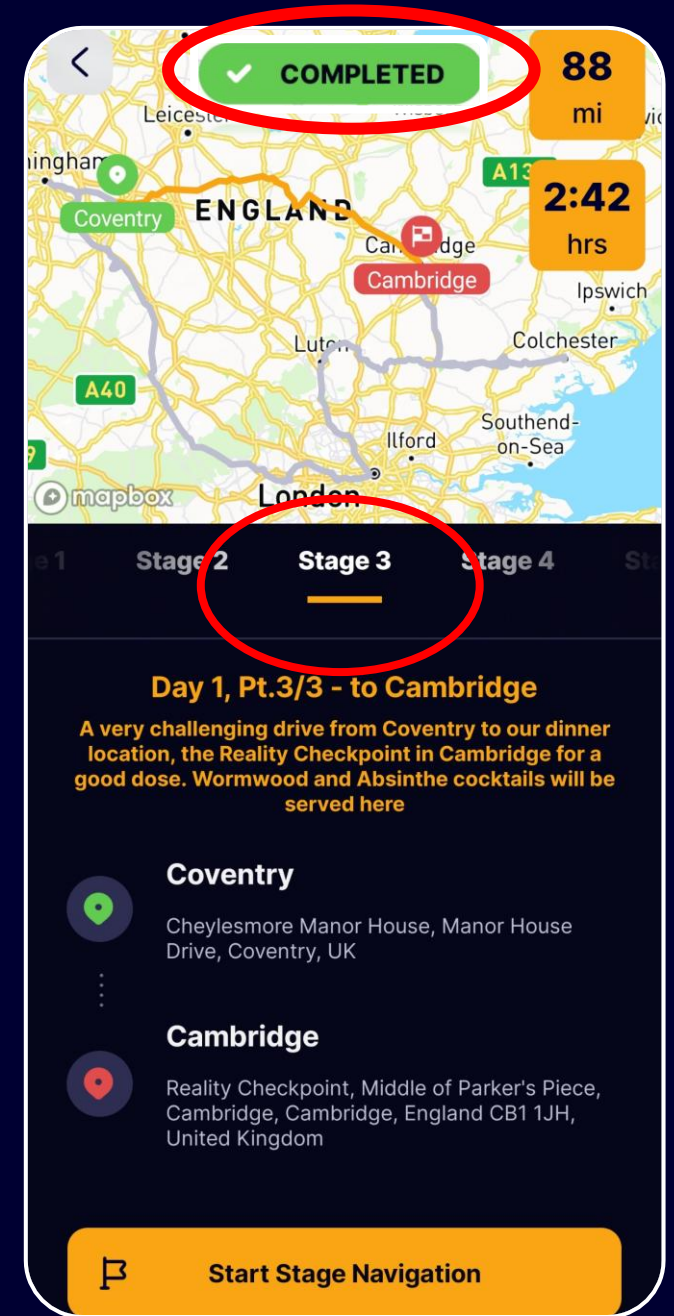 COMPLETED
88
mi
A13
2:42
hrs
Coventry
ENGLAND
Cambridge
Ipswich
Colchester
A40
Ilford
Southend-
on-Sea
mapbox
London
Stage 2
Stage 3
Stage 4
Day 1, Pt.3/3 - to Cambridge
A very challenging drive from Coventry to our dinner
location, the Reality Checkpoint in Cambridge for a
good dose. Wormwood and Absinthe cocktails will be
served here
Coventry
Cheylesmore Manor House, Manor House
Drive, Coventry, UK
Cambridge
Reality Checkpoint, Middle of Parker's Piece,
Cambridge, Cambridge, England CB1 1JH,
United Kingdom
Start Stage Navigation